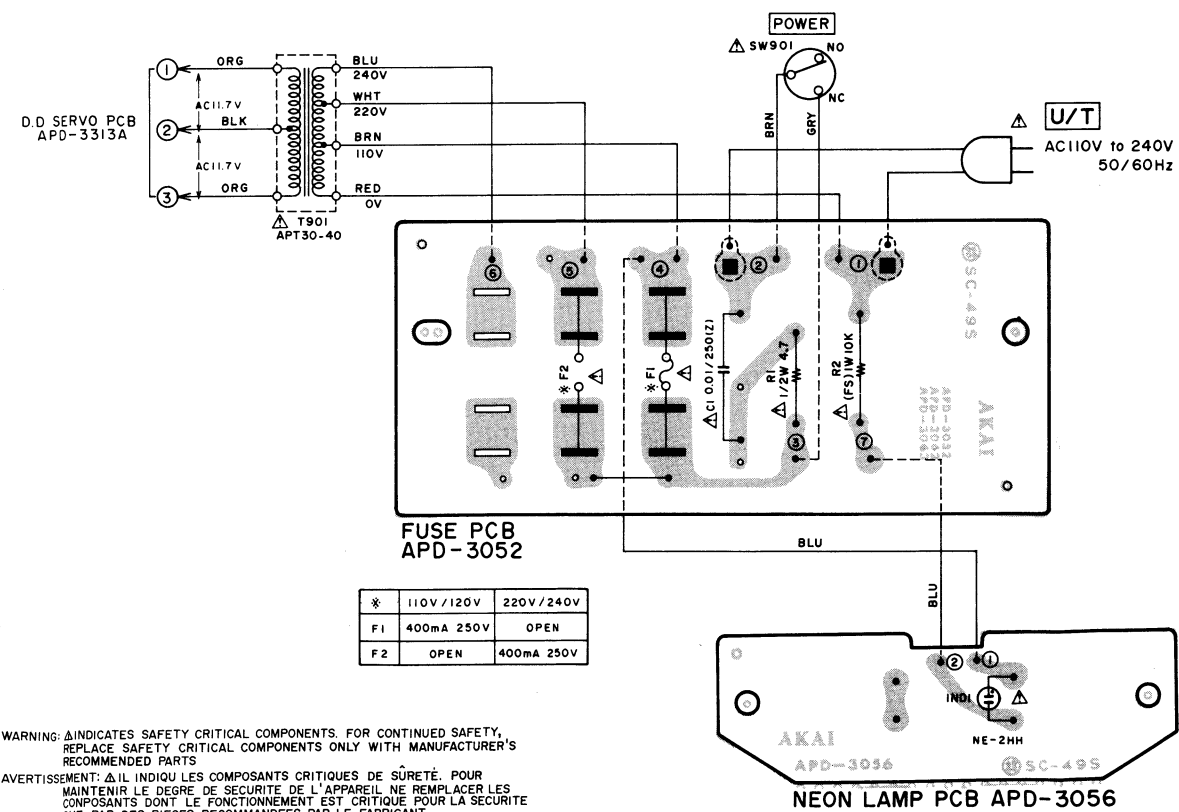 POWER
⚠ SW901
NO
NC
ORG
BLU
240V
WHT
220V
AC11.7V
BLK
BRN
110V
D.D SERVO PCB
APD-3313A
AC11.7V
ORG
RED
0V
1
2
3
⚠ T901
APT30-40
BRN
GRY
⚠ U/T
AC110V to 240V
50/60Hz
6
5
4
2
1
SC-49S
※ F2 ⚠
※ F1 ⚠
⚠ C1 0.01/250(Z)
R1
⚠ 1/2W 4.7
R2
⚠ (FS) 1W 10K
3
7
AKAI
FUSE PCB
APD-3052
BLU
BLU
※ 110V/120V 220V/240V
F1 400mA 250V OPEN
F2 OPEN 400mA 250V
2
1
IND1 ⚠
NE-2HH
AKAI
APD-3056
SC-49S
NEON LAMP PCB APD-3056
WARNING: ⚠INDICATES SAFETY CRITICAL COMPONENTS. FOR CONTINUED SAFETY,
REPLACE SAFETY CRITICAL COMPONENTS ONLY WITH MANUFACTURER'S
RECOMMENDED PARTS
AVERTISSEMENT: ⚠IL INDIQU LES COMPOSANTS CRITIQUES DE SÛRETÉ. POUR
MAINTENIR LE DEGRE DE SECURITE DE L'APPAREIL NE REMPLACER LES
CONPOSANTS DONT LE FONCTIONNEMENT EST CRITIQUE POUR LA SECURITE